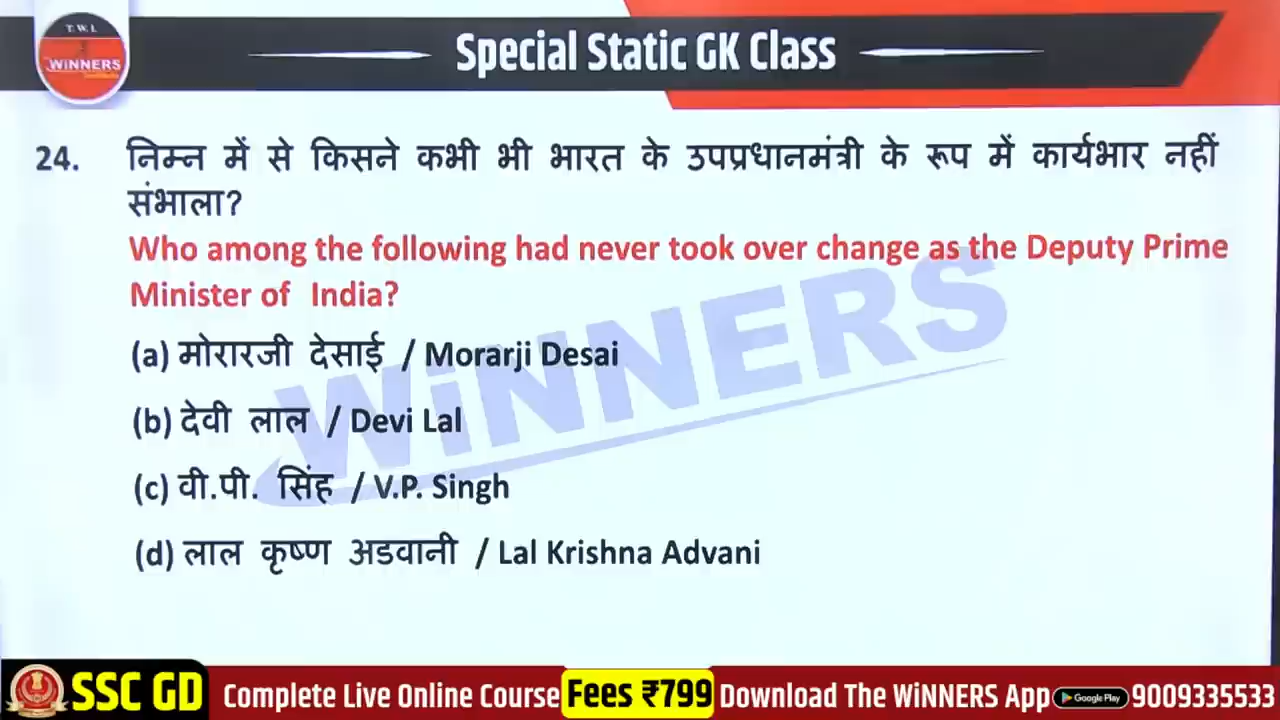 T.W.I.
WiNNERS
Special Static GK Class
24. निम्न में से किसने कभी भी भारत के उपप्रधानमंत्री के रूप में कार्यभार नहीं
संभाला?
Who among the following had never took over change as the Deputy Prime
Minister of India?
(a) मोरारजी देसाई / Morarji Desai
(b) देवी लाल / Devi Lal
(c) वी.पी. सिंह / V.P. Singh
(d) लाल कृष्ण अडवानी / Lal Krishna Advani
WiNNERS
SSC GD Complete Live Online Course Fees ₹799 Download The WiNNERS App Google Play 9009335533